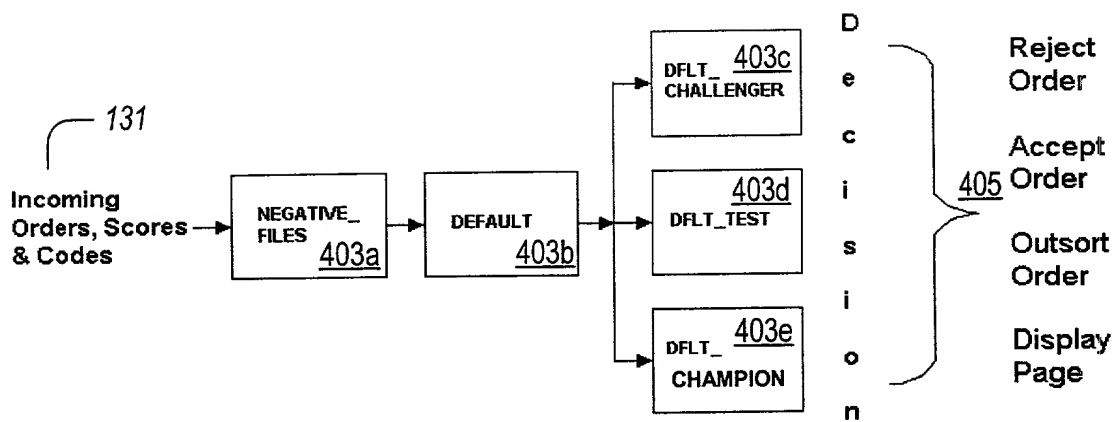 131
Incoming
Orders, Scores
& Codes
NEGATIVE_
FILES
403a
DEFAULT
403b
DFLT_
CHALLENGER
403c
DFLT_TEST
403d
DFLT_
CHAMPION
403e
D
e
c
i
s
i
o
n
405
Reject
Order
Accept
Order
Outsort
Order
Display
Page